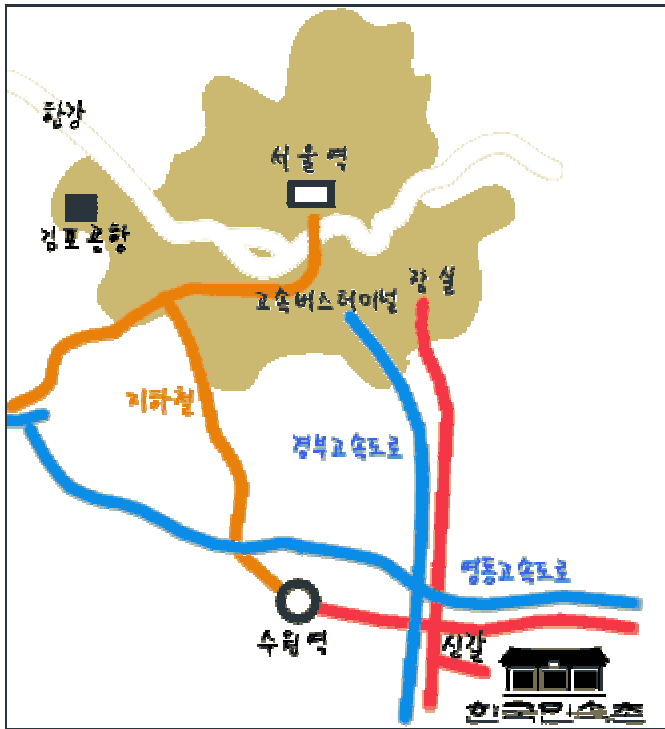 한강
서울역
김포공항
잠실
고속버스터미널
지하철
경부고속도로
영동고속도로
수원역
신갈
한국민속촌